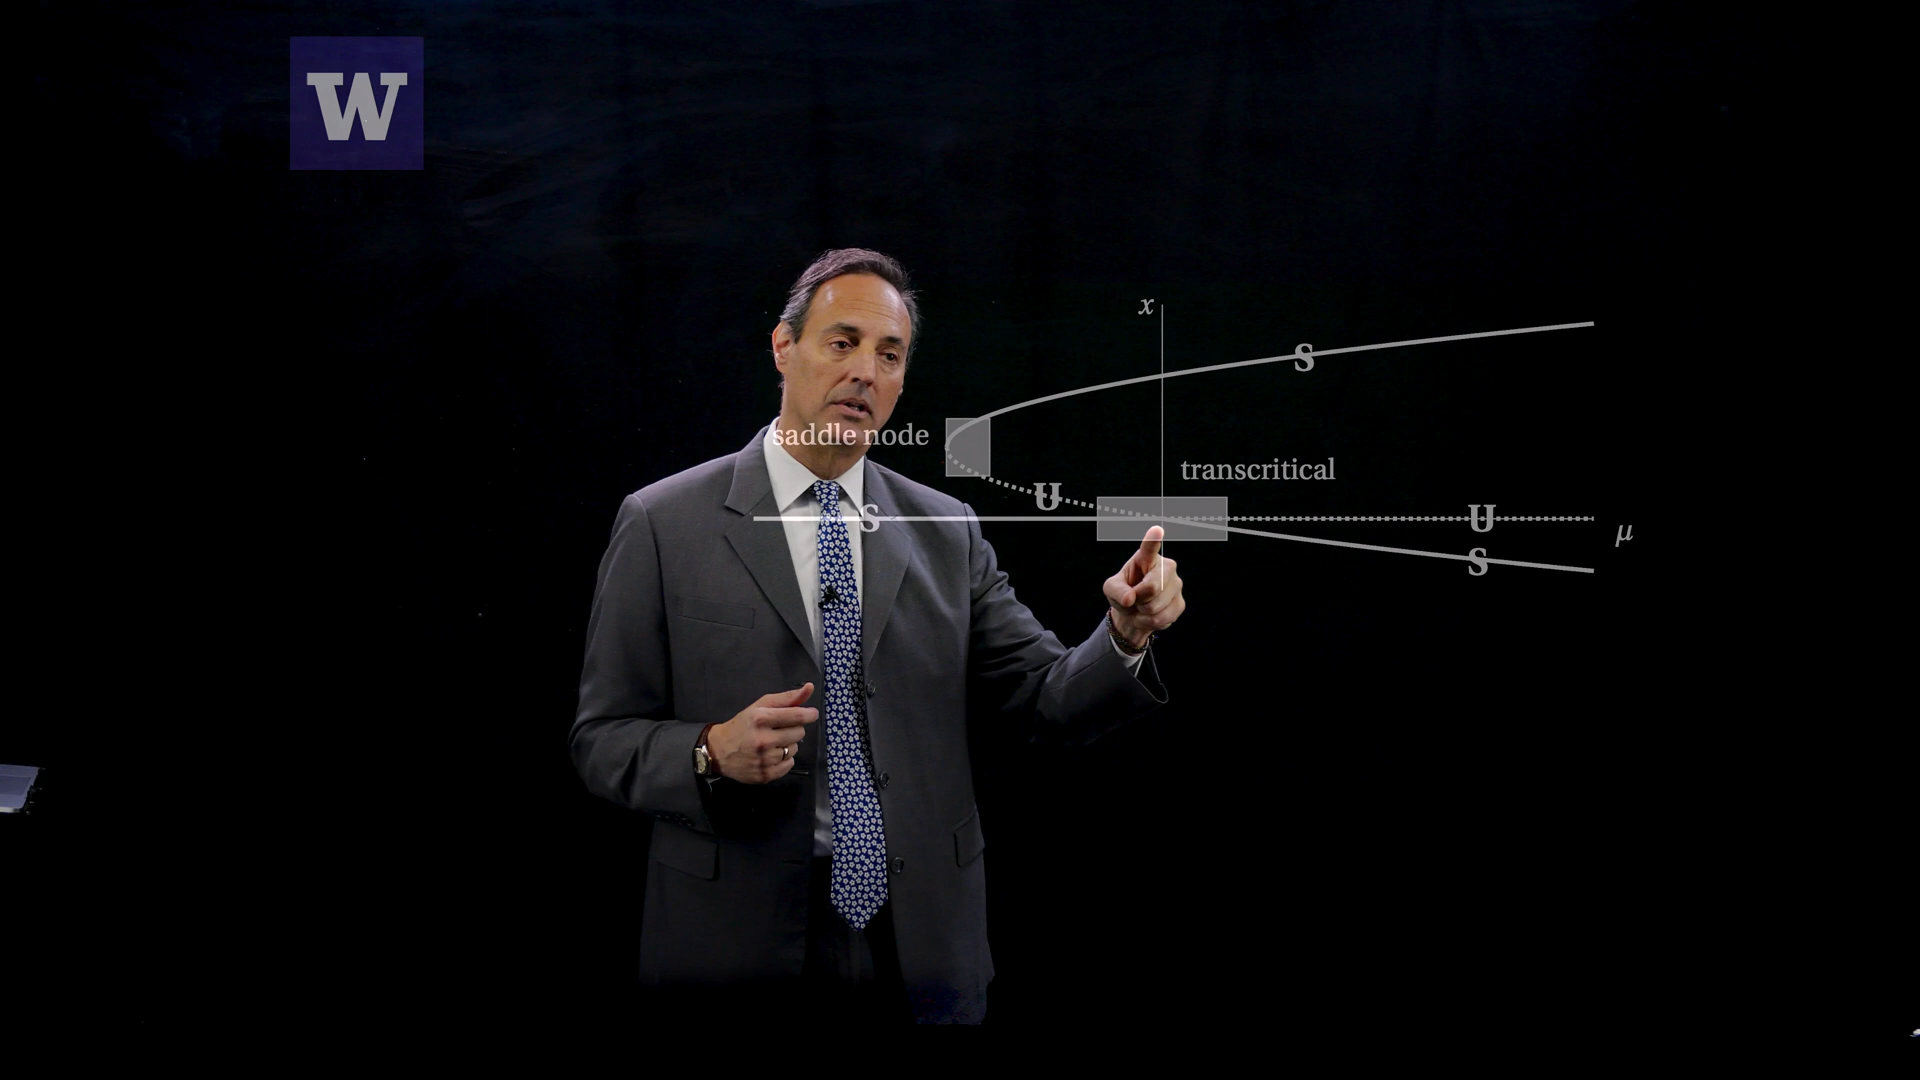 W
x
S
saddle node
transcritical
U
S
U
μ
S